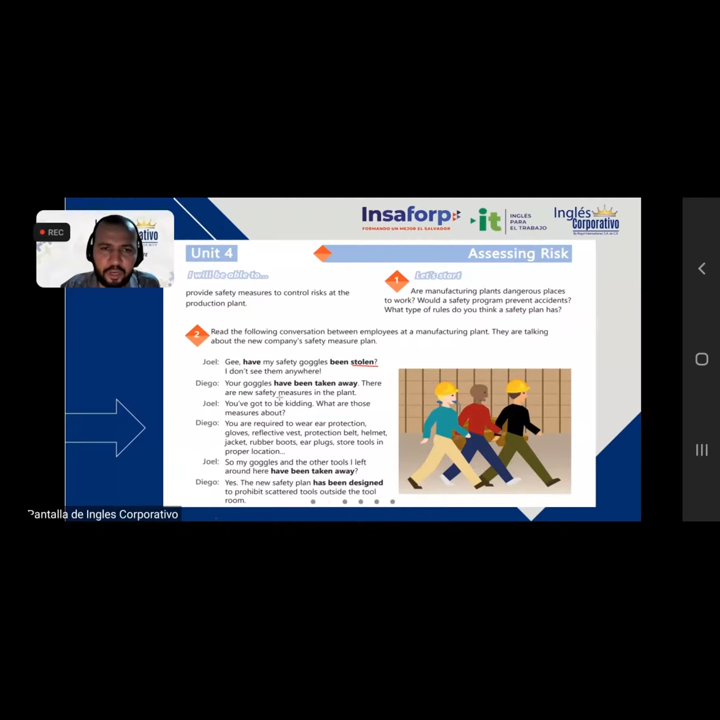 Insaforp
FORMANDO UN MEJOR EL SALVADOR
it
INGLÉS
PARA
EL TRABAJO
Inglés
Corporativo
REC
Unit 4
Assessing Risk
I will be able to...
provide safety measures to control risks at the
production plant.
1
Let's start
Are manufacturing plants dangerous places
to work? Would a safety program prevent accidents?
What type of rules do you think a safety plan has?
2
Read the following conversation between employees at a manufacturing plant. They are talking
about the new company's safety measure plan.
Joel: Gee, have my safety goggles been stolen?
I don't see them anywhere!
Diego: Your goggles have been taken away. There
are new safety measures in the plant.
Joel: You've got to be kidding. What are those
measures about?
Diego: You are required to wear ear protection,
gloves, reflective vest, protection belt, helmet,
jacket, rubber boots, ear plugs, store tools in
proper location...
Joel: So my goggles and the other tools I left
around here have been taken away?
Diego: Yes. The new safety plan has been designed
to prohibit scattered tools outside the tool
room.
Pantalla de Ingles Corporativo